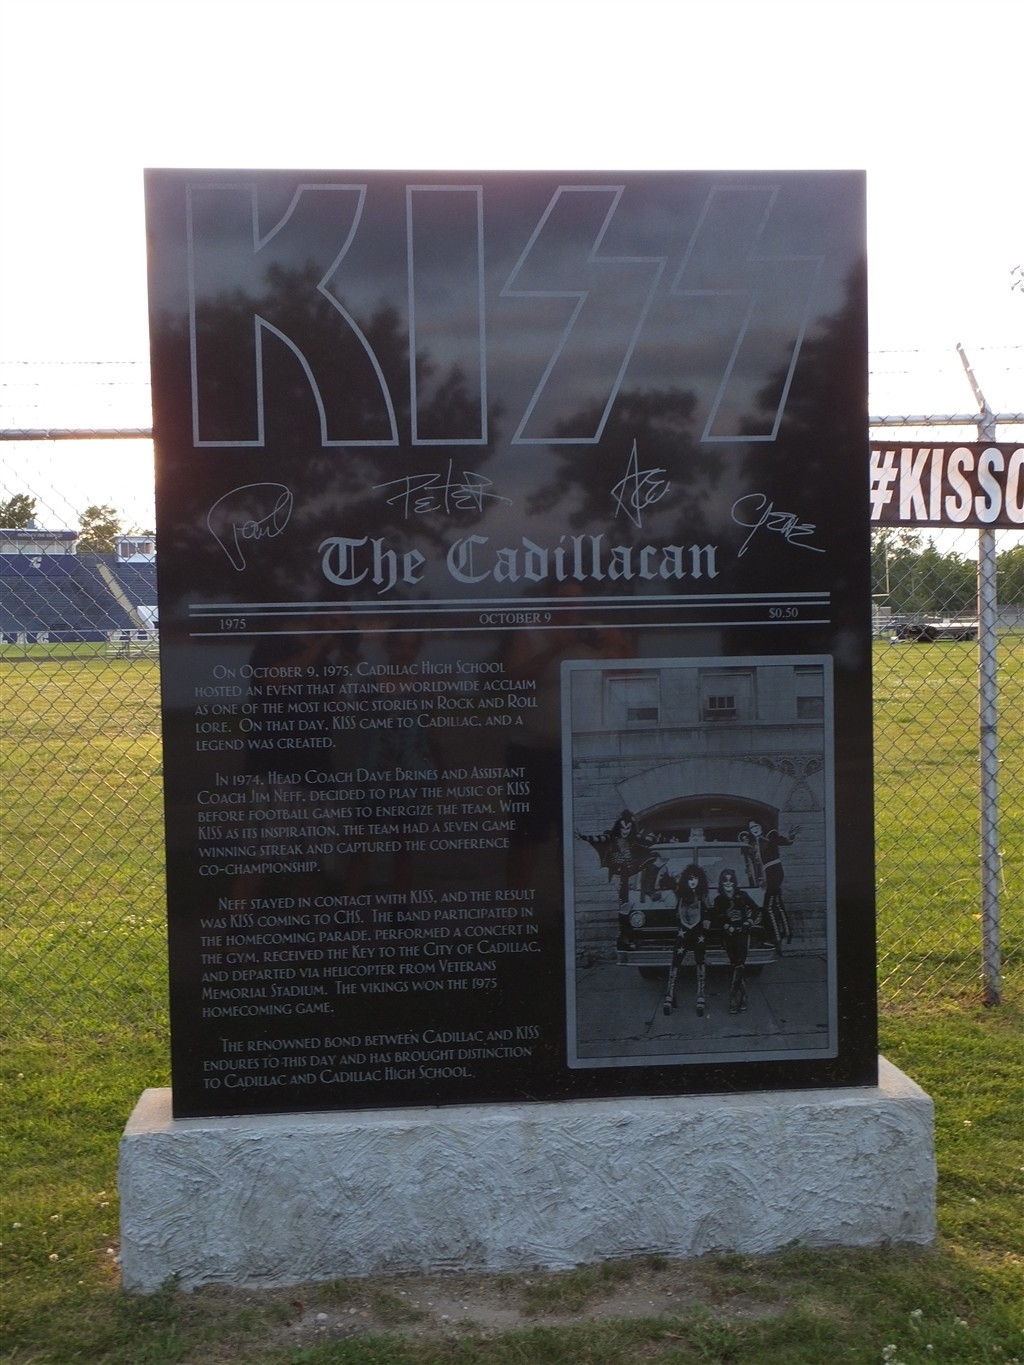 KISS
Paul Peter Ace Gene
The Cadillacan
1975 OCTOBER 9 $0.50
ON OCTOBER 9, 1975, CADILLAC HIGH SCHOOL
HOSTED AN EVENT THAT ATTAINED WORLDWIDE ACCLAIM
AS ONE OF THE MOST ICONIC STORIES IN ROCK AND ROLL
LORE. ON THAT DAY, KISS CAME TO CADILLAC, AND A
LEGEND WAS CREATED.
IN 1974, HEAD COACH DAVE BRINES AND ASSISTANT
COACH JIM NEFF, DECIDED TO PLAY THE MUSIC OF KISS
BEFORE FOOTBALL GAMES TO ENERGIZE THE TEAM. WITH
KISS AS ITS INSPIRATION, THE TEAM HAD A SEVEN GAME
WINNING STREAK AND CAPTURED THE CONFERENCE
CO-CHAMPIONSHIP.
NEFF STAYED IN CONTACT WITH KISS, AND THE RESULT
WAS KISS COMING TO CHS. THE BAND PARTICIPATED IN
THE HOMECOMING PARADE, PERFORMED A CONCERT IN
THE GYM, RECEIVED THE KEY TO THE CITY OF CADILLAC,
AND DEPARTED VIA HELICOPTER FROM VETERANS
MEMORIAL STADIUM. THE VIKINGS WON THE 1975
HOMECOMING GAME.
THE RENOWNED BOND BETWEEN CADILLAC AND KISS
ENDURES TO THIS DAY AND HAS BROUGHT DISTINCTION
TO CADILLAC AND CADILLAC HIGH SCHOOL.
#KISSC